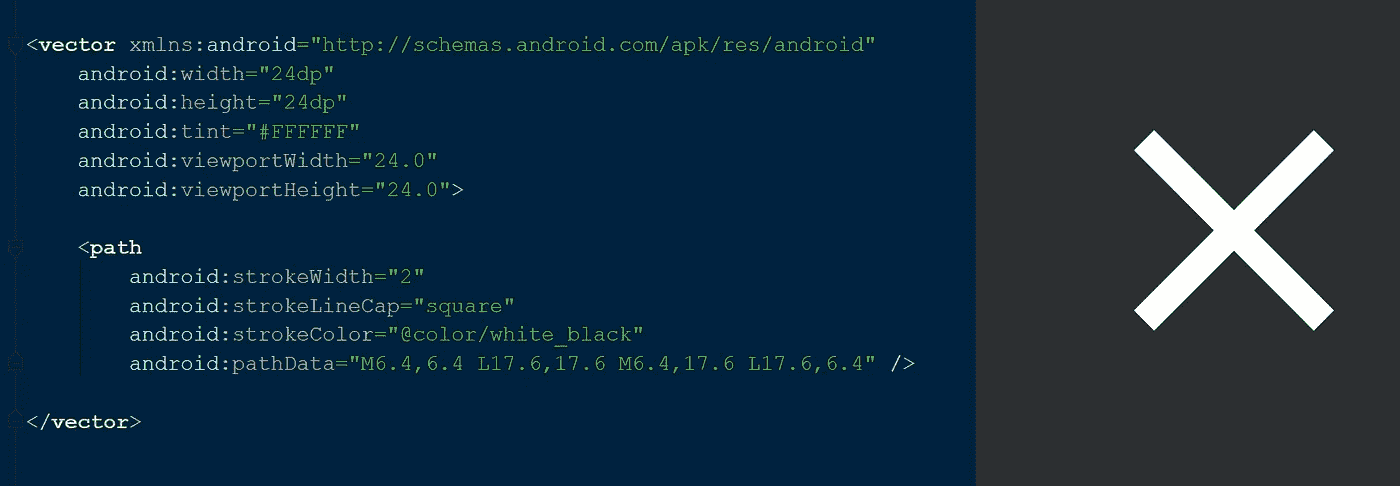 <vector xmlns:android="http://schemas.android.com/apk/res/android"
android:width="24dp"
android:height="24dp"
android:tint="#FFFFFF"
android:viewportWidth="24.0"
android:viewportHeight="24.0">
<path
android:strokeWidth="2"
android:strokeLineCap="square"
android:strokeColor="@color/white_black"
android:pathData="M6.4,6.4 L17.6,17.6 M6.4,17.6 L17.6,6.4" />
</vector>